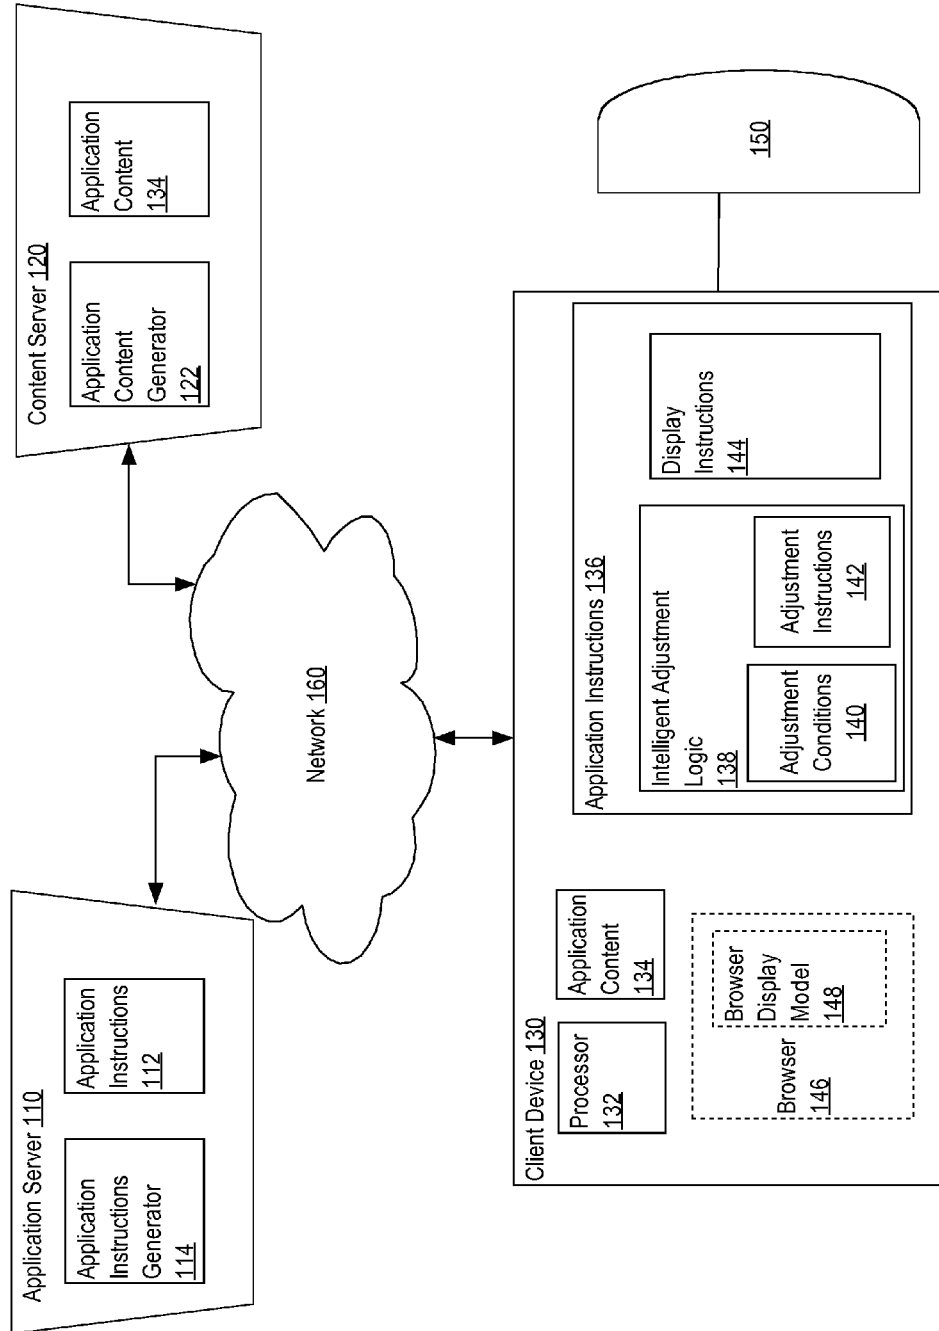 Application Server 110
Application
Instructions
Generator
114
Application
Instructions
112
Content Server 120
Application
Content
Generator
122
Application
Content
134
Network 160
Client Device 130
Processor
132
Application
Content
134
Browser
146
Browser
Display
Model
148
Application Instructions 136
Intelligent Adjustment
Logic
138
Adjustment
Conditions
140
Adjustment
Instructions
142
Display
Instructions
144
150